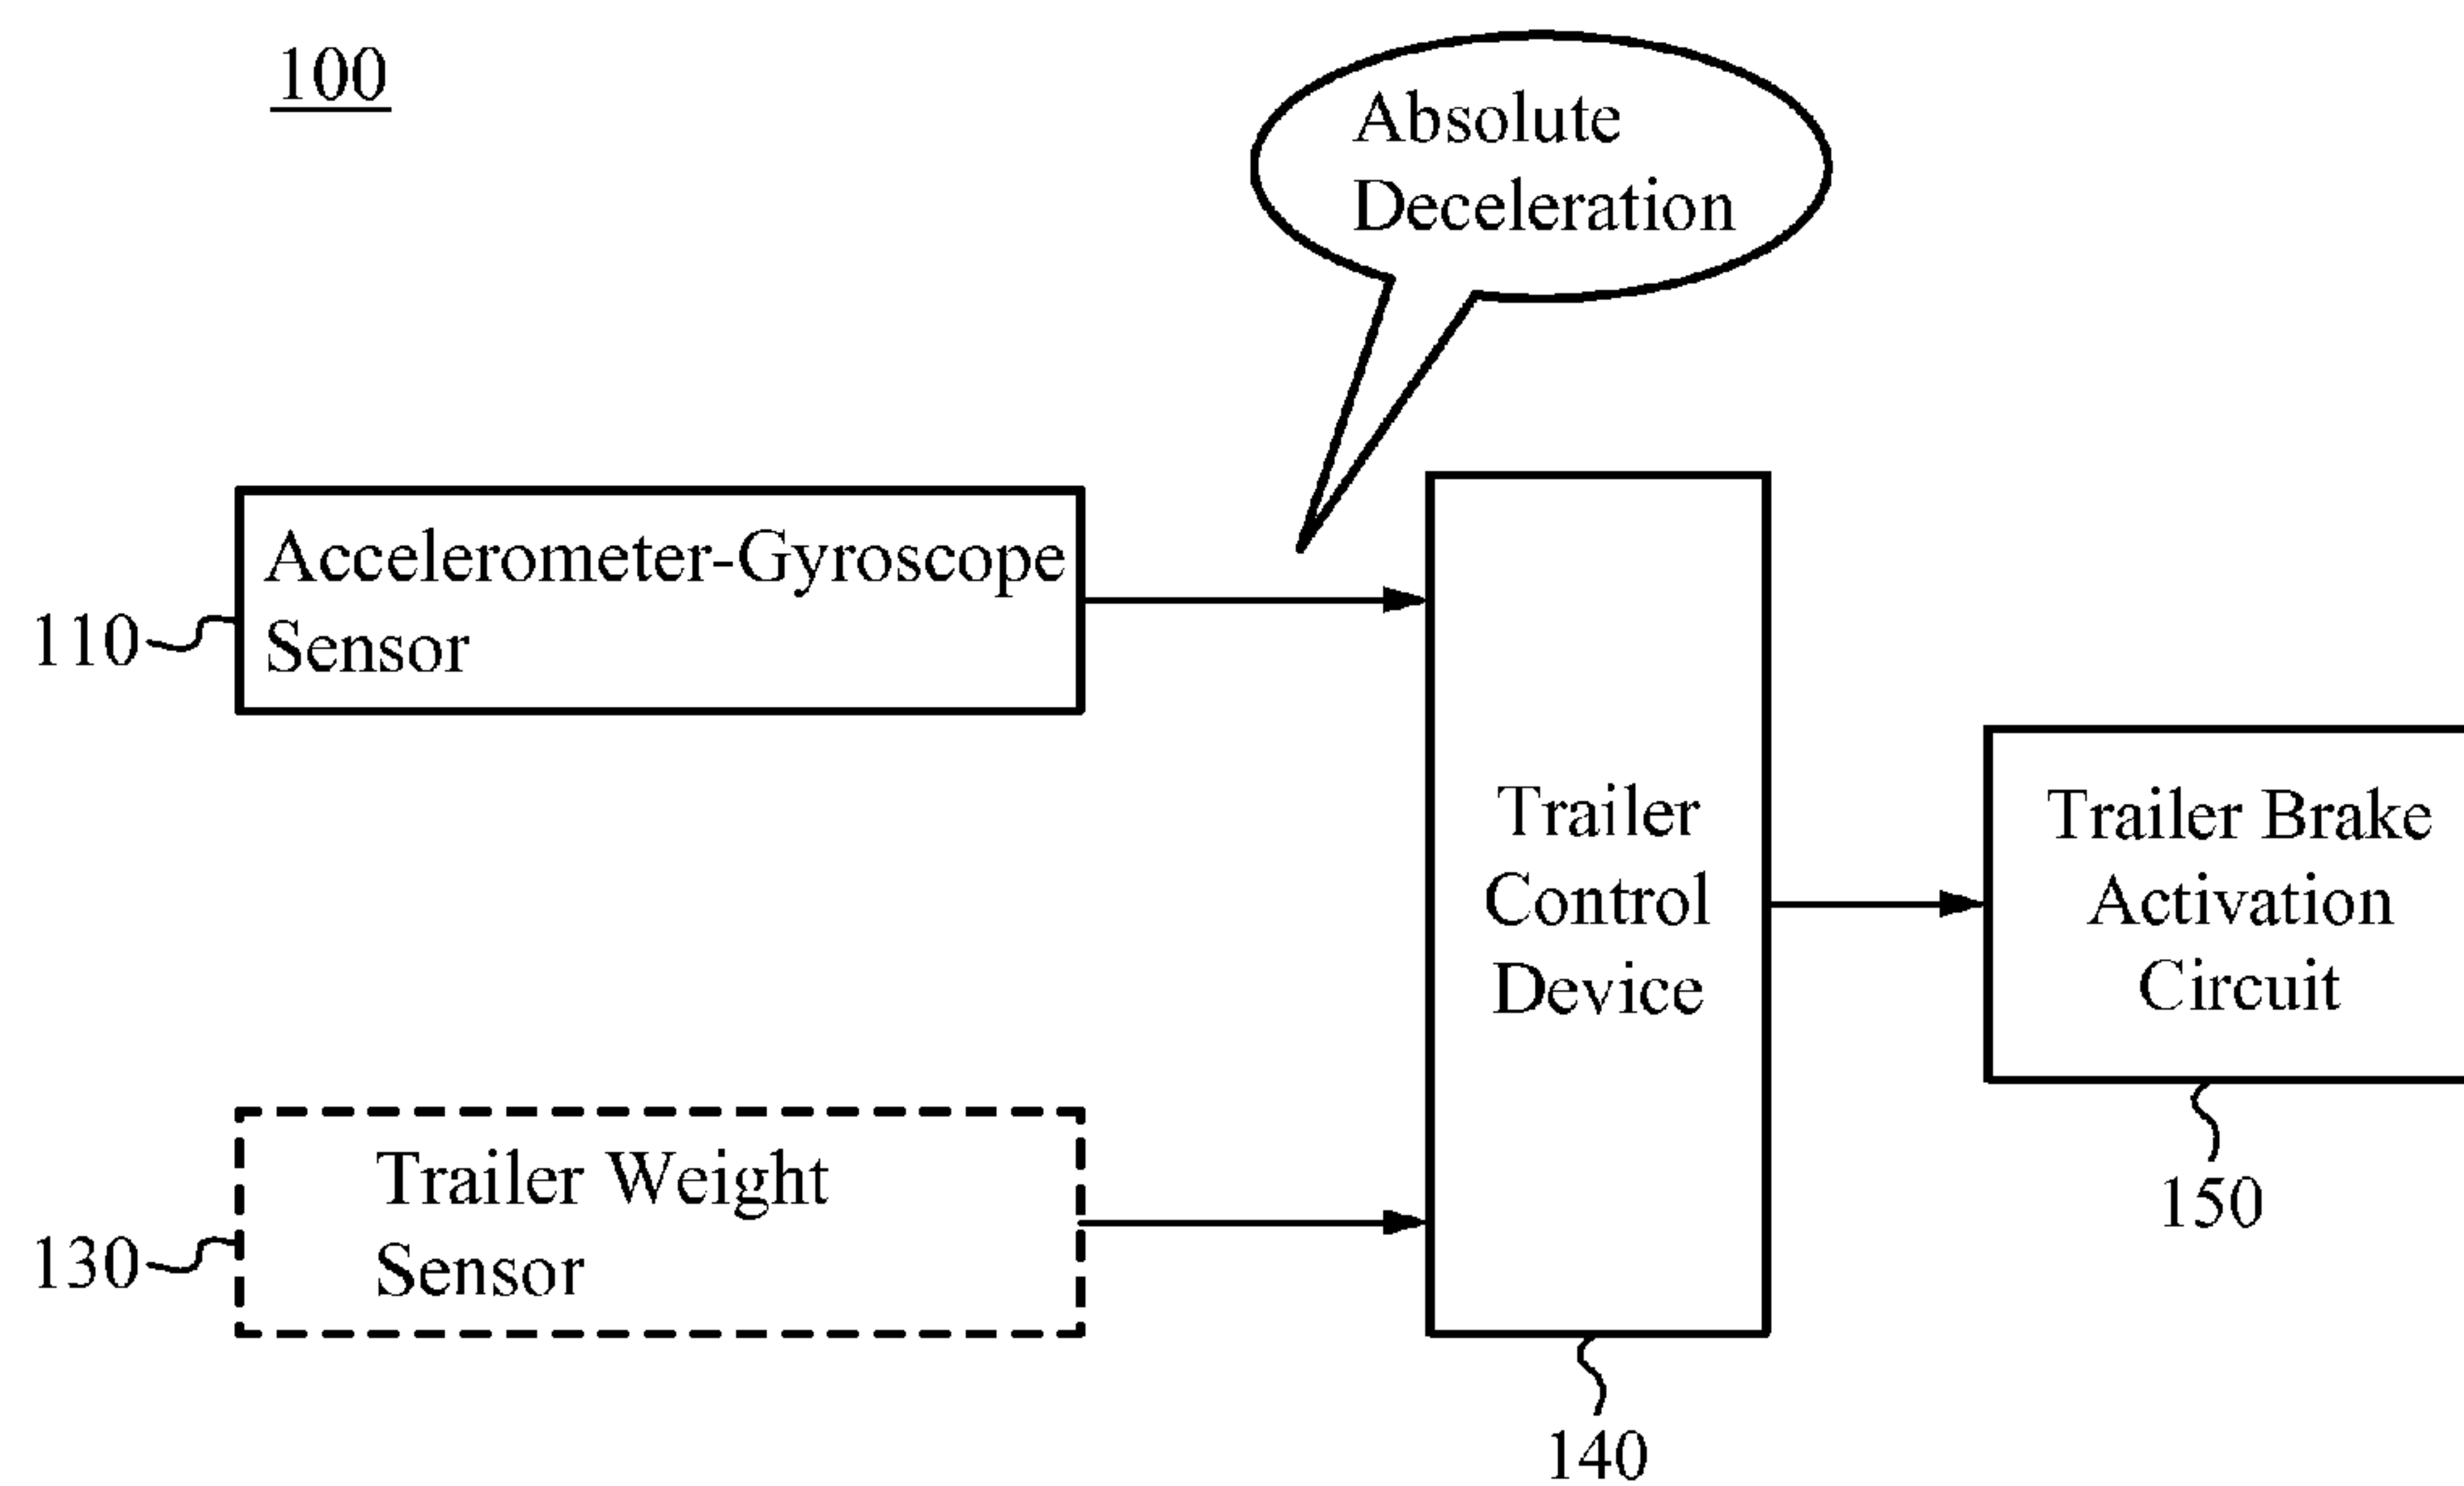 100
Absolute
Deceleration
Accelerometer-Gyroscope
Sensor
110
Trailer
Control
Device
Trailer Brake
Activation
Circuit
Trailer Weight
Sensor
130
150
140